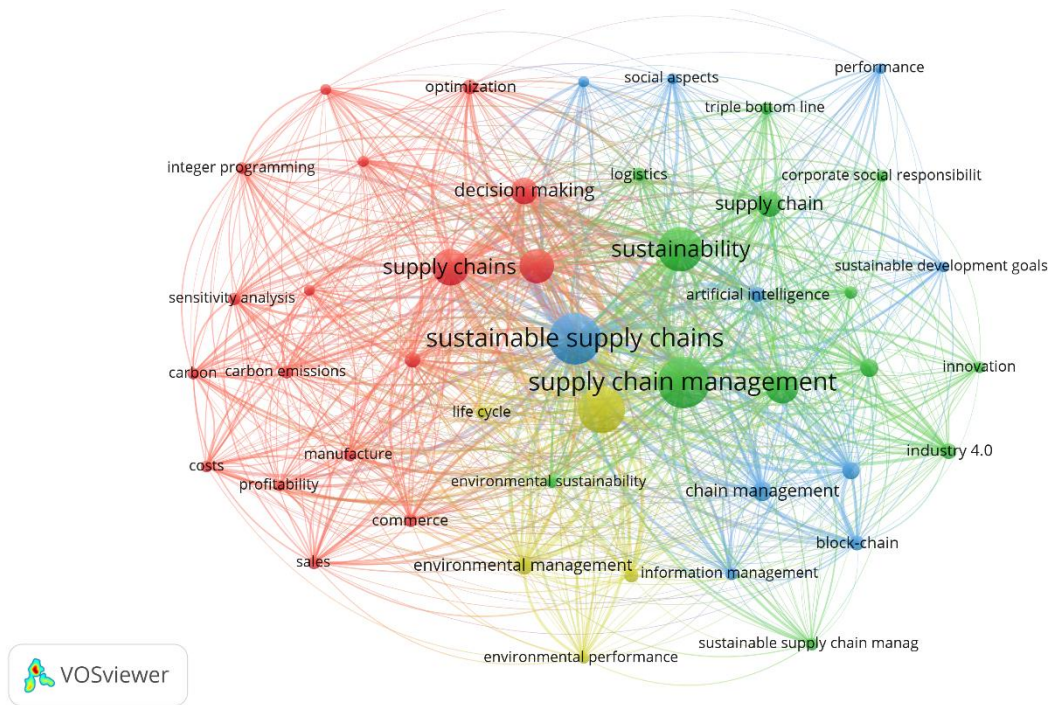 performance
optimization
social aspects
triple bottom line
integer programming
logistics
corporate social responsibilit
decision making
supply chain
sustainability
supply chains
sustainable development goals
artificial intelligence
sensitivity analysis
sustainable supply chains
carbon
carbon emissions
innovation
supply chain management
life cycle
manufacture
industry 4.0
costs
profitability
environmental sustainability
chain management
commerce
block-chain
sales
environmental management
information management
sustainable supply chain manag
environmental performance
VOSviewer